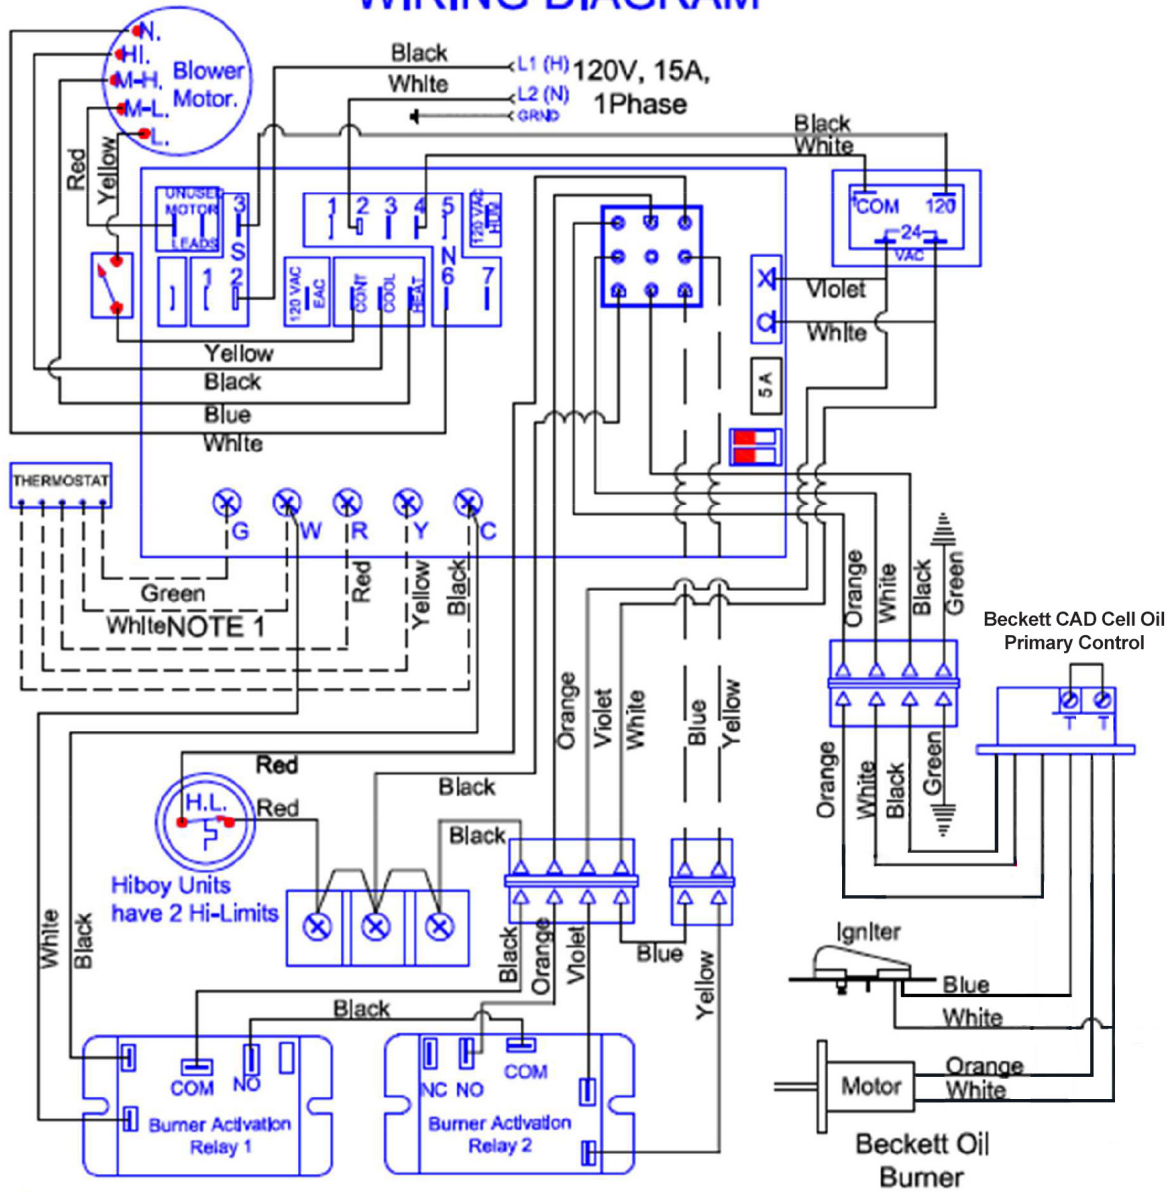 WIRING DIAGRAM
N.
HI.
M-H.
M-L.
L.
Blower
Motor.
Black
White
L1 (H)
L2 (N)
GRND
120V, 15A,
1Phase
Black
White
Red
Yellow
UNUSED
MOTOR
LEADS
3
S
1
2
1 2 3 4 5
N
6
7
120 VAC
HUM
120 VAC
EAC
CONT
COOL
HEAT
COM
120
24
VAC
X
C
Violet
White
5 A
Yellow
Black
Blue
White
THERMOSTAT
G
W
R
Y
C
Green
White
NOTE 1
Red
Yellow
Black
Orange
White
Black
Green
Beckett CAD Cell Oil
Primary Control
T T
Orange
White
Black
Green
Orange
Violet
White
Blue
Yellow
Red
Black
H.L.
Red
Black
Hiboy Units
have 2 Hi-Limits
White
Black
Black
Orange
Violet
Blue
Yellow
Black
COM
NO
Burner Activation
Relay 1
NC NO
COM
Burner Activation
Relay 2
Igniter
Blue
White
Motor
Orange
White
Beckett Oil
Burner